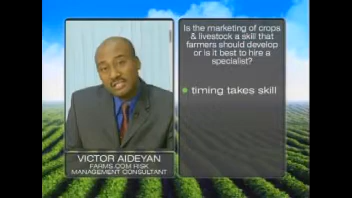 Is the marketing of crops
& livestock a skill that
farmers should develop
or is it best to hire a
specialist?
timing takes skill
VICTOR AIDEYAN
FARMS.COM RISK
MANAGEMENT CONSULTANT